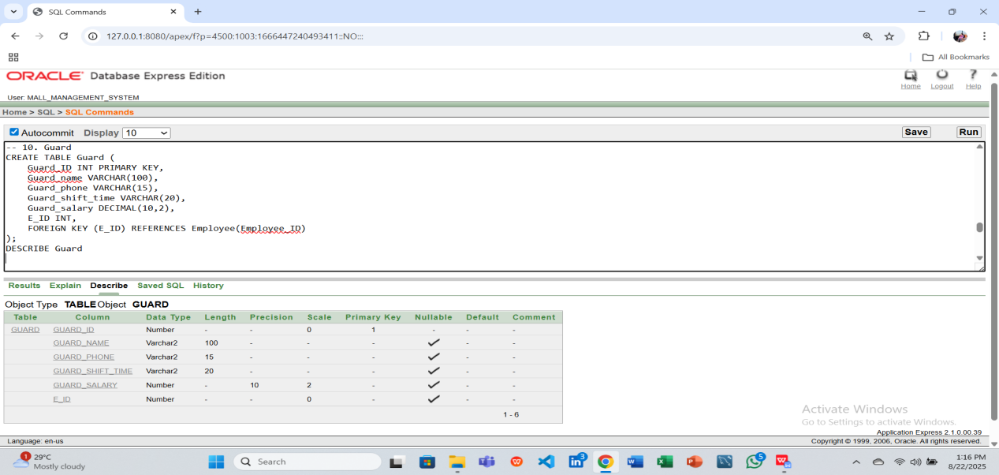 SQL Commands
127.0.0.1:8080/apex/f?p=4500:1003:1666447240493411::NO:::
All Bookmarks
ORACLE Database Express Edition
Home Logout Help
User: MALL_MANAGEMENT_SYSTEM
Home > SQL > SQL Commands
Autocommit Display 10 Save Run
-- 10. Guard
CREATE TABLE Guard (
Guard_ID INT PRIMARY KEY,
Guard_name VARCHAR(100),
Guard_phone VARCHAR(15),
Guard_shift_time VARCHAR(20),
Guard_salary DECIMAL(10,2),
E_ID INT,
FOREIGN KEY (E_ID) REFERENCES Employee(Employee_ID)
);
DESCRIBE Guard
Results Explain Describe Saved SQL History
Object Type TABLE Object GUARD
Table Column Data Type Length Precision Scale Primary Key Nullable Default Comment
GUARD GUARD_ID Number - - 0 1 - - -
GUARD_NAME Varchar2 100 - - - - -
GUARD_PHONE Varchar2 15 - - - - -
GUARD_SHIFT_TIME Varchar2 20 - - - - -
GUARD_SALARY Number - 10 2 - - -
E_ID Number - - 0 - - -
1 - 6
Activate Windows
Go to Settings to activate Windows.
Application Express 2.1.0.00.39
Language: en-us Copyright © 1999, 2006, Oracle. All rights reserved.
1 29°C
Mostly cloudy
Search
3
5
1:16 PM
8/22/2025